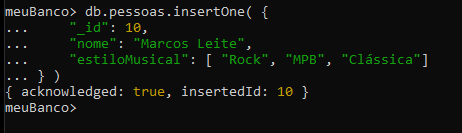 meuBanco> db.pessoas.insertOne( {
...     "_id": 10,
...     "nome": "Marcos Leite",
...     "estiloMusical": [ "Rock", "MPB", "Clássica"]
... } )
{ acknowledged: true, insertedId: 10 }
meuBanco>